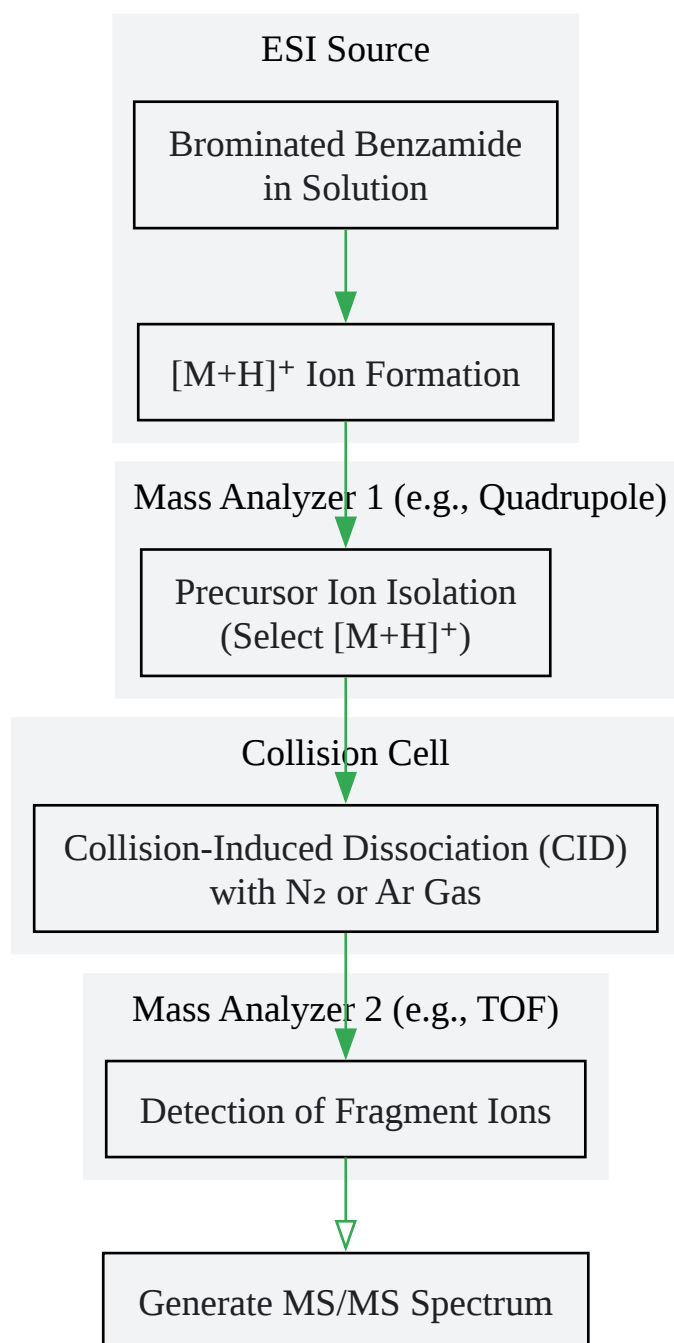 ESI Source
Brominated Benzamide
in Solution
[M+H]⁺ Ion Formation
Mass Analyzer 1 (e.g., Quadrupole)
Precursor Ion Isolation
(Select [M+H]⁺)
Collision Cell
Collision-Induced Dissociation (CID)
with N₂ or Ar Gas
Mass Analyzer 2 (e.g., TOF)
Detection of Fragment Ions
Generate MS/MS Spectrum